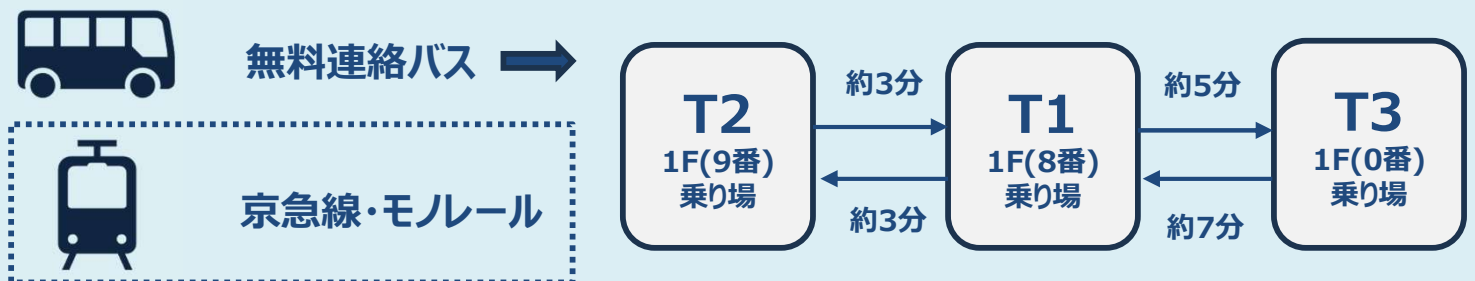 無料連絡バス
京急線・モノレール
T2
1F(9番)
乗り場
約3分
約3分
T1
1F(8番)
乗り場
約5分
約7分
T3
1F(0番)
乗り場